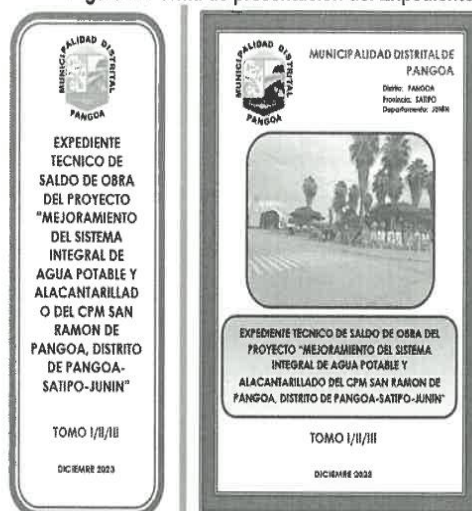 MUNICIPALIDAD DISTRITAL
PANGOA
EXPEDIENTE
TECNICO DE
SALDO DE OBRA
DEL PROYECTO
"MEJORAMIENTO
DEL SISTEMA
INTEGRAL DE
AGUA POTABLE Y
ALACANTARILLAD
O DEL CPM SAN
RAMON DE
PANGOA, DISTRITO
DE PANGOA-
SATIPO-JUNIN"
TOMO I/II/III
DICIEMRE 2023
MUNICIPALIDAD DISTRITAL
PANGOA
MUNICIPALIDAD DISTRITAL DE
PANGOA
Distrito: PANGOA
Provincia: SATIPO
Departamento: JUNIN
EXPEDIENTE TECNICO DE SALDO DE OBRA DEL
PROYECTO "MEJORAMIENTO DEL SISTEMA
INTEGRAL DE AGUA POTABLE Y
ALACANTARILLADO DEL CPM SAN RAMON DE
PANGOA, DISTRITO DE PANGOA-SATIPO-JUNIN"
TOMO I/II/III
DICIEMRE 2023